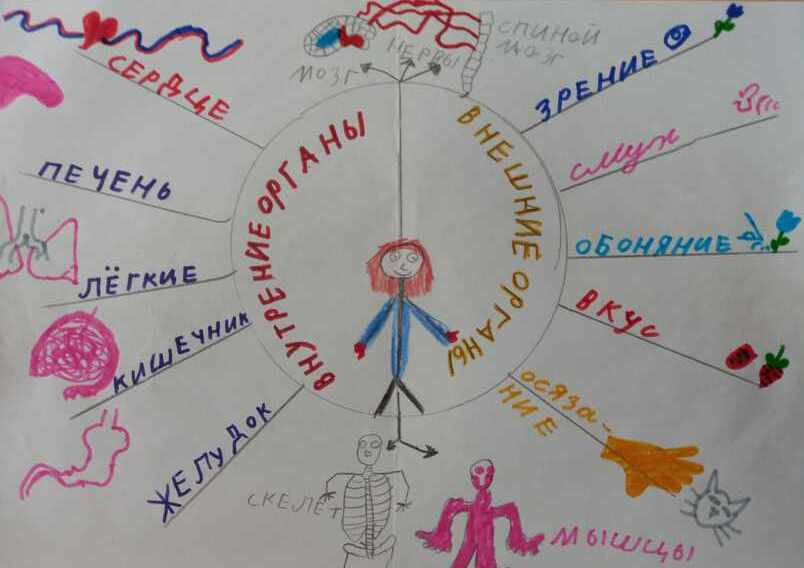 МОЗГ
НЕРВЫ
СПИНОЙ
МОЗГ
СЕРДЦЕ
ПЕЧЕНЬ
ЛЁГКИЕ
КИШЕЧНИК
ЖЕЛУДОК
ВНУТРЕНИЕ ОРГАНЫ
ВНЕШНИЕ ОРГАНЫ
ЗРЕНИЕ
слух
ОБОНЯНИЕ
ВКУС
ОСЯЗА-
НИЕ
СКЕЛЕТ
МЫШЦЫ